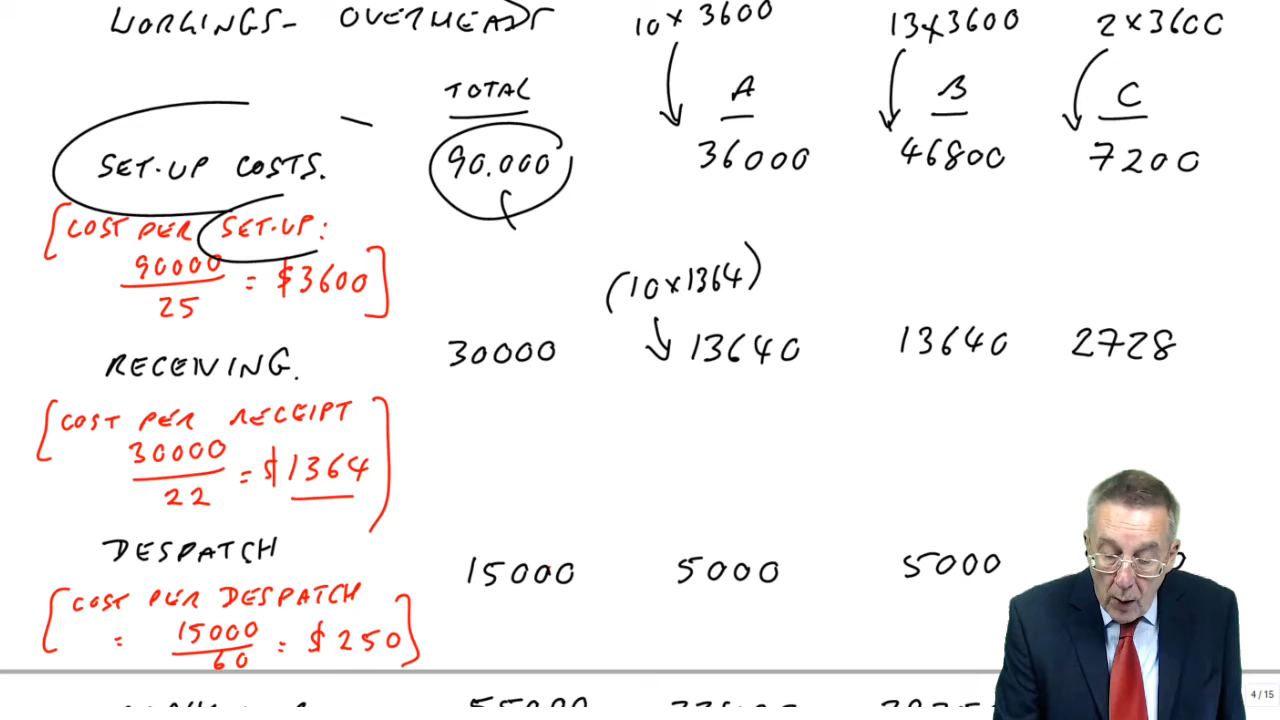 WORKINGS- OVERHEADS 10 x 3600 13x3600 2 x 3600
TOTAL A B C
SET-UP COSTS. 90.000 36000 46800 7200
[COST PER SET-UP:
90000
25
= $3600]
(10 x 1364)
RECEIVING. 30000 13640 13640 2728
[COST PER RECEIPT
30000
22
= $1364]
DESPATCH 15000 5000 5000
[COST PER DESPATCH
= 15000
60
= $250]
4 / 15
55000